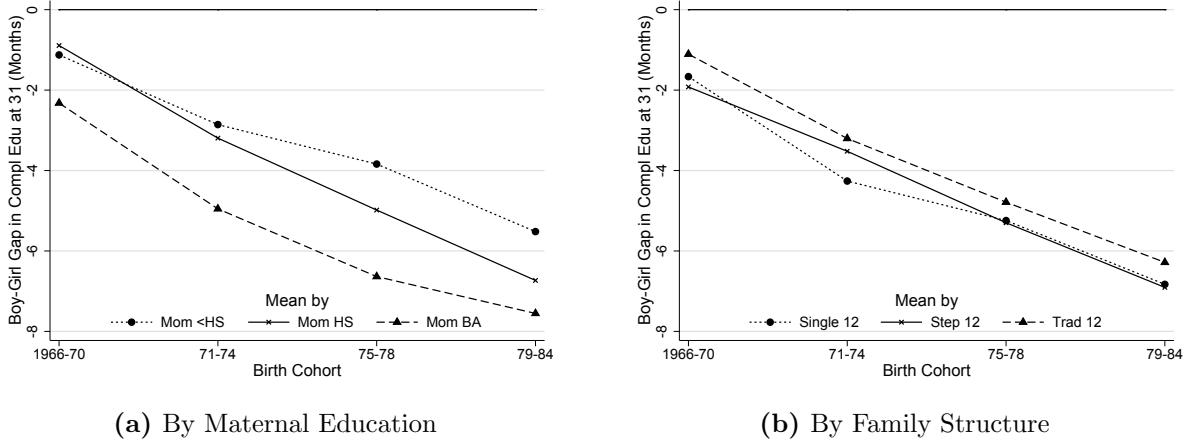 Boy-Girl Gap in Compl Edu at 31 (Months)
0
-2
-4
-6
-8
Mean by
Mom <HS Mom HS Mom BA
1966-70 71-74 75-78 79-84
Birth Cohort
(a) By Maternal Education
Boy-Girl Gap in Compl Edu at 31 (Months)
0
-2
-4
-6
-8
Mean by
Single 12 Step 12 Trad 12
1966-70 71-74 75-78 79-84
Birth Cohort
(b) By Family Structure